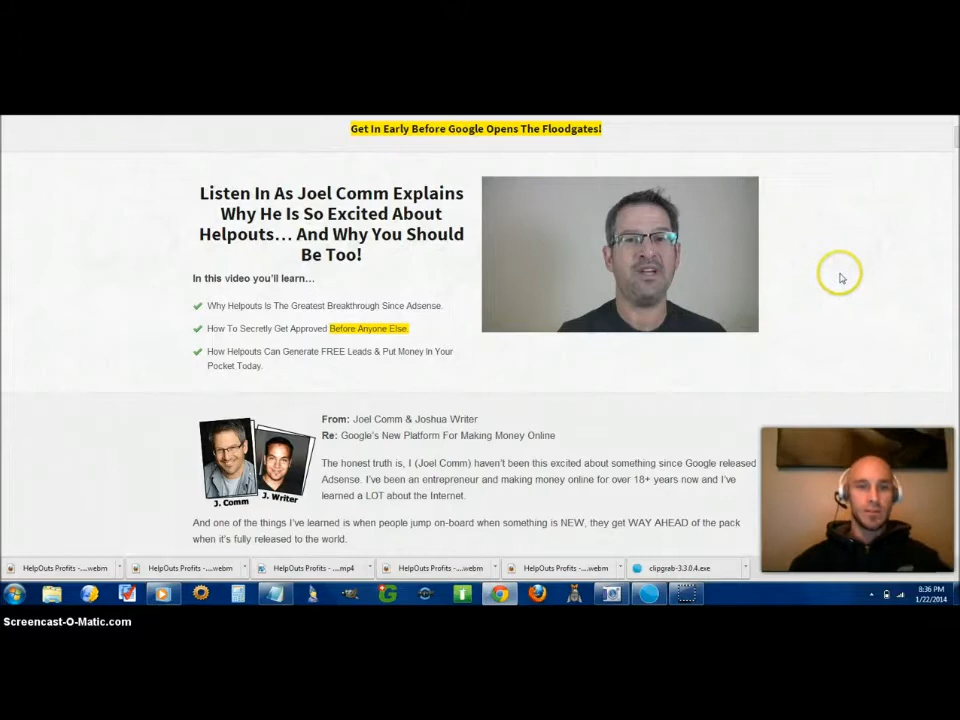 Get In Early Before Google Opens The Floodgates!
Listen In As Joel Comm Explains
Why He Is So Excited About
Helpouts... And Why You Should
Be Too!
In this video you'll learn...
Why Helpouts Is The Greatest Breakthrough Since Adsense.
How To Secretly Get Approved Before Anyone Else.
How Helpouts Can Generate FREE Leads & Put Money In Your
Pocket Today.
J. Comm
J. Writer
From: Joel Comm & Joshua Writer
Re: Google's New Platform For Making Money Online
The honest truth is, I (Joel Comm) haven't been this excited about something since Google released
Adsense. I've been an entrepreneur and making money online for over 18+ years now and I've
learned a LOT about the Internet.
And one of the things I've learned is when people jump on-board when something is NEW, they get WAY AHEAD of the pack
when it's fully released to the world.
HelpOuts Profits -....webm
HelpOuts Profits -....webm
HelpOuts Profits -....mp4
HelpOuts Profits -....webm
HelpOuts Profits -....webm
clipgrab-3.3.0.4.exe
8:36 PM
1/22/2014
Screencast-O-Matic.com